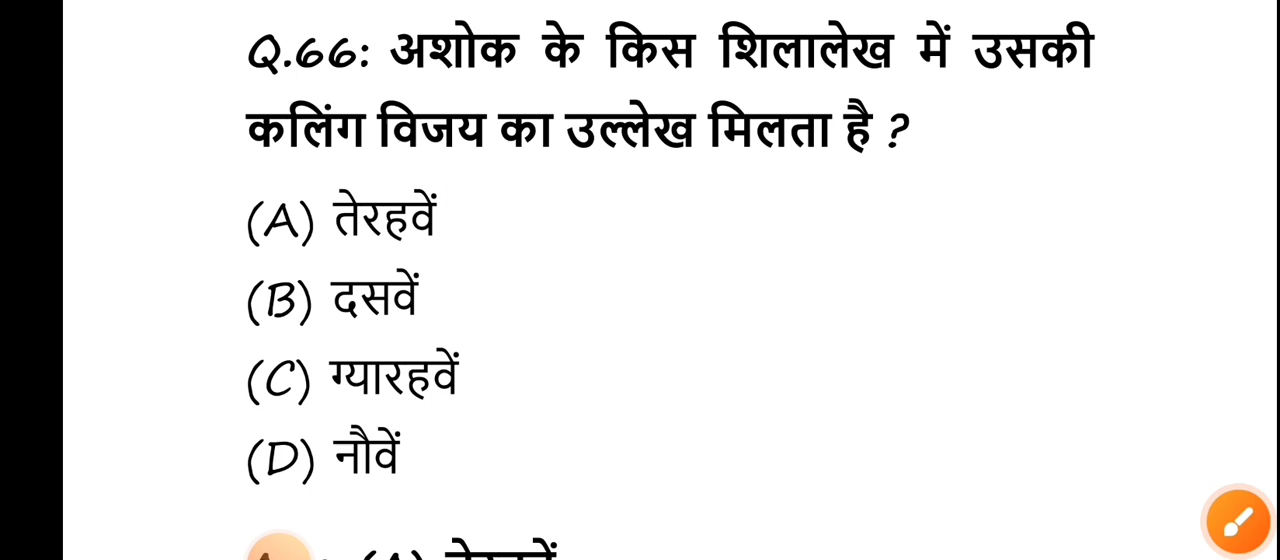 Q.66: अशोक के किस शिलालेख में उसकी
कलिंग विजय का उल्लेख मिलता है ?
(A) तेरहवें
(B) दसवें
(C) ग्यारहवें
(D) नौवें